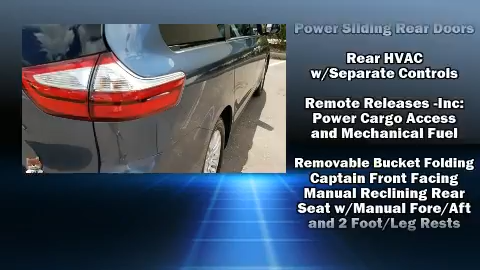 Power Sliding Rear Doors
Rear HVAC
w/Separate Controls
Remote Releases -Inc:
Power Cargo Access
and Mechanical Fuel
Removable Bucket Folding
Captain Front Facing
Manual Reclining Rear
Seat w/Manual Fore/Aft
and 2 Foot/Leg Rests